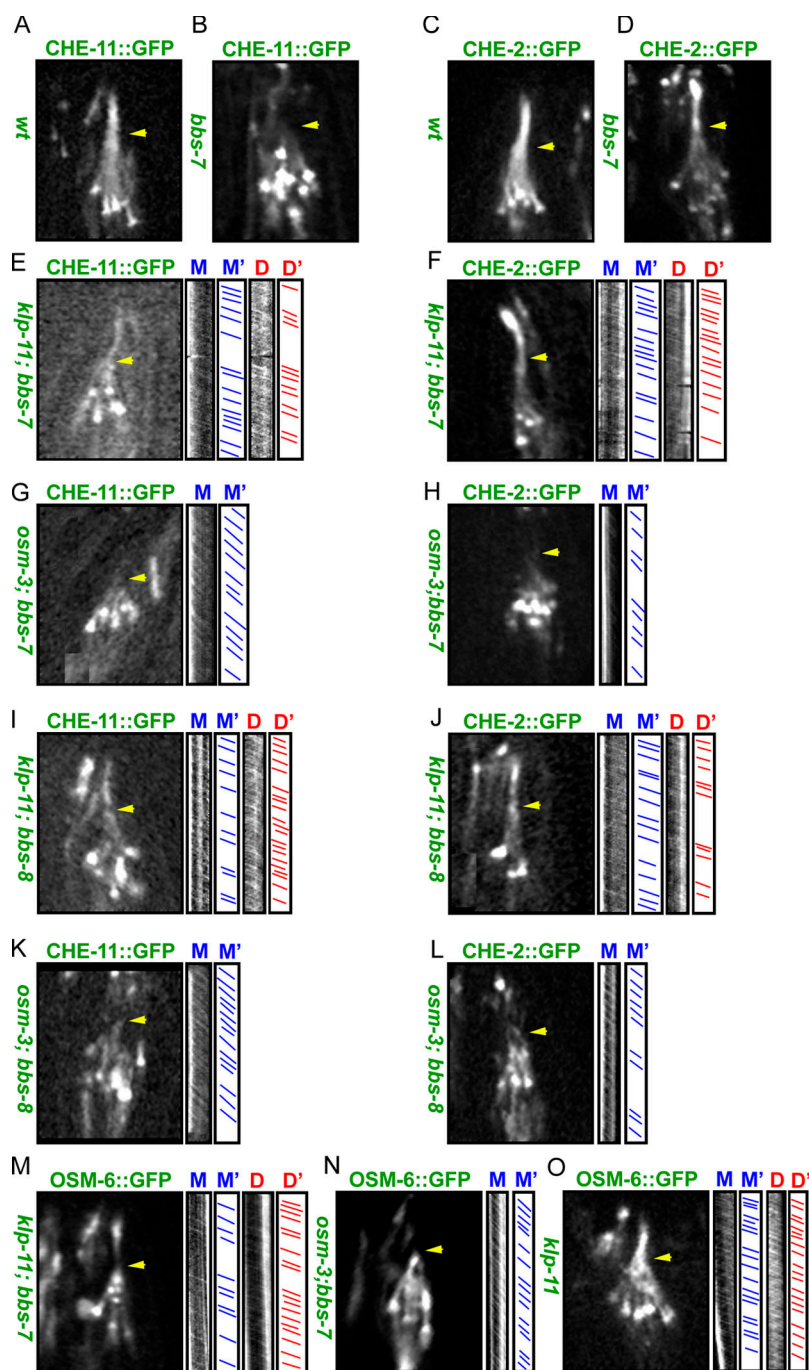 A
CHE-11::GFP
wt
B
CHE-11::GFP
bbs-7
C
CHE-2::GFP
wt
D
CHE-2::GFP
bbs-7
E
CHE-11::GFP M M' D D'
klp-11; bbs-7
F
CHE-2::GFP M M' D D'
klp-11; bbs-7
G
CHE-11::GFP M M'
osm-3; bbs-7
H
CHE-2::GFP M M'
osm-3;bbs-7
I
CHE-11::GFP M M' D D'
klp-11; bbs-8
J
CHE-2::GFP M M' D D'
klp-11; bbs-8
K
CHE-11::GFP M M'
osm-3; bbs-8
L
CHE-2::GFP M M'
osm-3; bbs-8
M
OSM-6::GFP M M' D D'
klp-11; bbs-7
N
OSM-6::GFP M M'
osm-3;bbs-7
O
OSM-6::GFP M M' D D'
klp-11